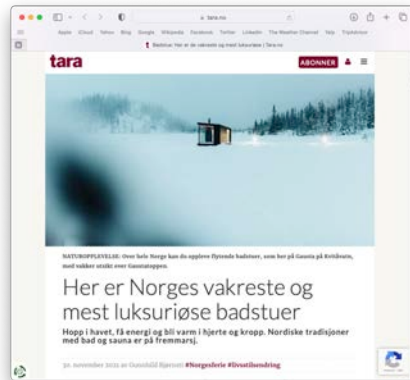 tara.no
Apple iCloud Yahoo Bing Google Wikipedia Facebook Twitter LinkedIn The Weather Channel Yelp TripAdvisor
Badstue: Her er de vakreste og mest luksuriøse | Tara.no
tara
ABONNER
NATUROPPLEVELSE: Over hele Norge kan du oppleve flytende badstuer, som her på Gausta på Kvitåvatn,
med vakker utsikt over Gaustatoppen.
Her er Norges vakreste og
mest luksuriøse badstuer
Hopp i havet, få energi og bli varm i hjerte og kropp. Nordiske tradisjoner
med bad og sauna er på fremmarsj.
30. november 2021 av Gunnhild Bjørnsti #Norgesferie #livsstilsendring